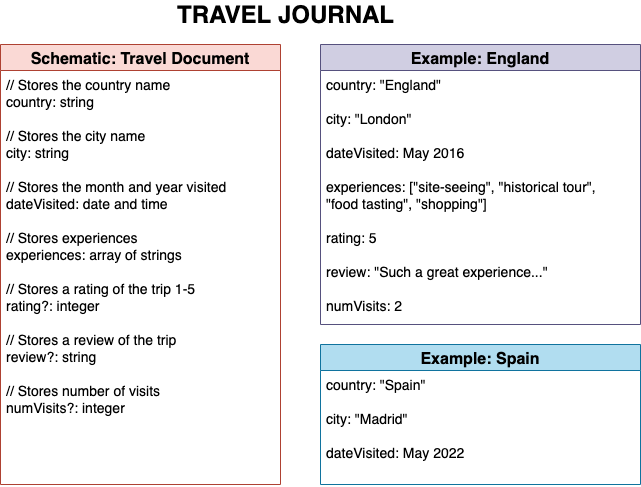 TRAVEL JOURNAL
Schematic: Travel Document
// Stores the country name
country: string
// Stores the city name
city: string
// Stores the month and year visited
dateVisited: date and time
// Stores experiences
experiences: array of strings
// Stores a rating of the trip 1-5
rating?: integer
// Stores a review of the trip
review?: string
// Stores number of visits
numVisits?: integer
Example: England
country: "England"
city: "London"
dateVisited: May 2016
experiences: ["site-seeing", "historical tour",
"food tasting", "shopping"]
rating: 5
review: "Such a great experience..."
numVisits: 2
Example: Spain
country: "Spain"
city: "Madrid"
dateVisited: May 2022